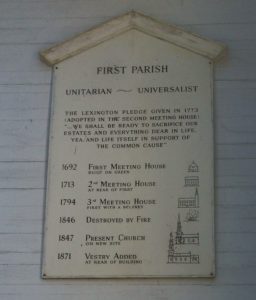 FIRST PARISH
UNITARIAN ~ UNIVERSALIST
THE LEXINGTON PLEDGE GIVEN IN 1773
(ADOPTED IN THE SECOND MEETING HOUSE)
"WE SHALL BE READY TO SACRIFICE OUR
ESTATES AND EVERYTHING DEAR IN LIFE,
YEA, AND LIFE ITSELF IN SUPPORT OF
THE COMMON CAUSE"
1692 FIRST MEETING HOUSE
BUILT ON GREEN
1713 2nd MEETING HOUSE
AT REAR OF FIRST
1794 3rd MEETING HOUSE
FIRST WITH A BELFREY
1846 DESTROYED BY FIRE
1847 PRESENT CHURCH
ON NEW SITE
1871 VESTRY ADDED
AT REAR OF BUILDING